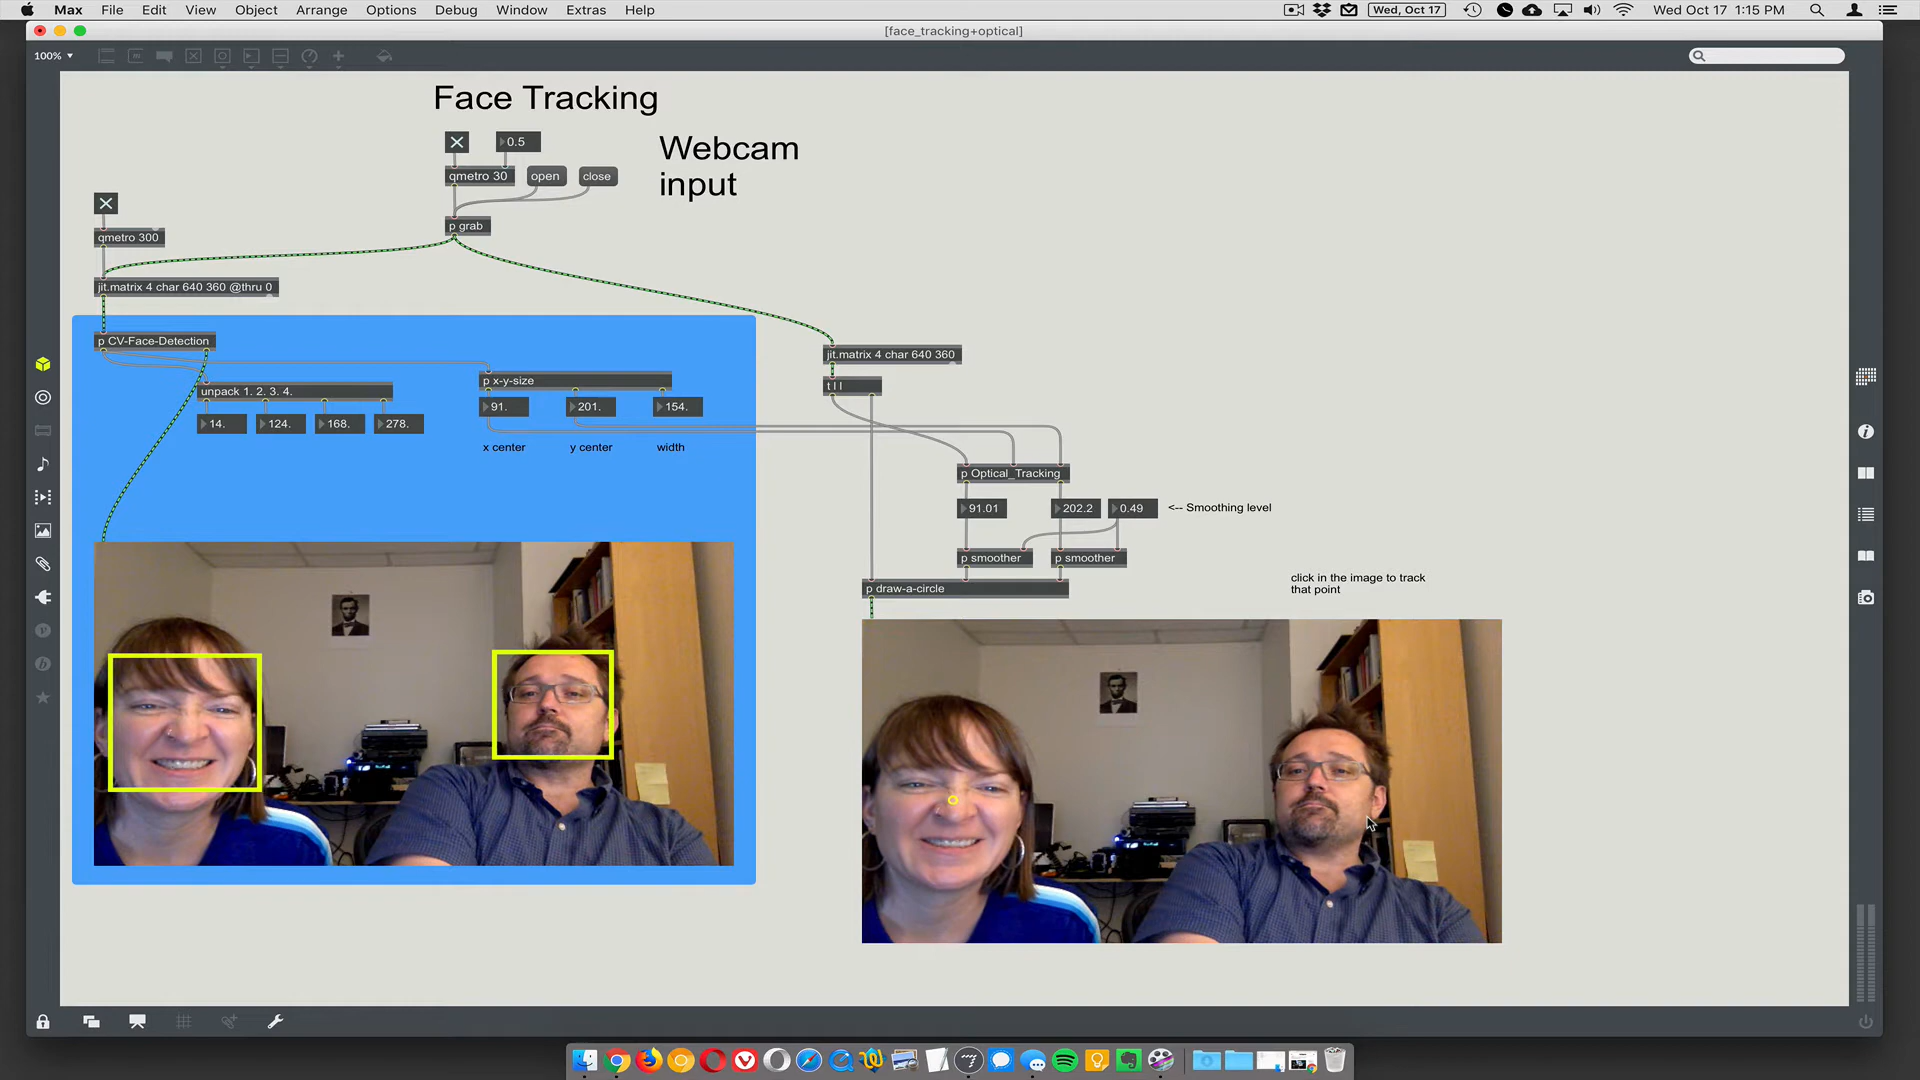 Max File Edit View Object Arrange Options Debug Window Extras Help
Wed, Oct 17
Wed Oct 17 1:15 PM
[face_tracking+optical]
100%
Face Tracking
0.5
Webcam
input
qmetro 30
open
close
p grab
qmetro 300
jit.matrix 4 char 640 360 @thru 0
p CV-Face-Detection
jit.matrix 4 char 640 360
p x-y-size
t l l
unpack 1. 2. 3. 4.
91.
201.
154.
14.
124.
168.
278.
x center
y center
width
p Optical_Tracking
91.01
202.2
0.49
<-- Smoothing level
p smoother
p smoother
p draw-a-circle
click in the image to track
that point